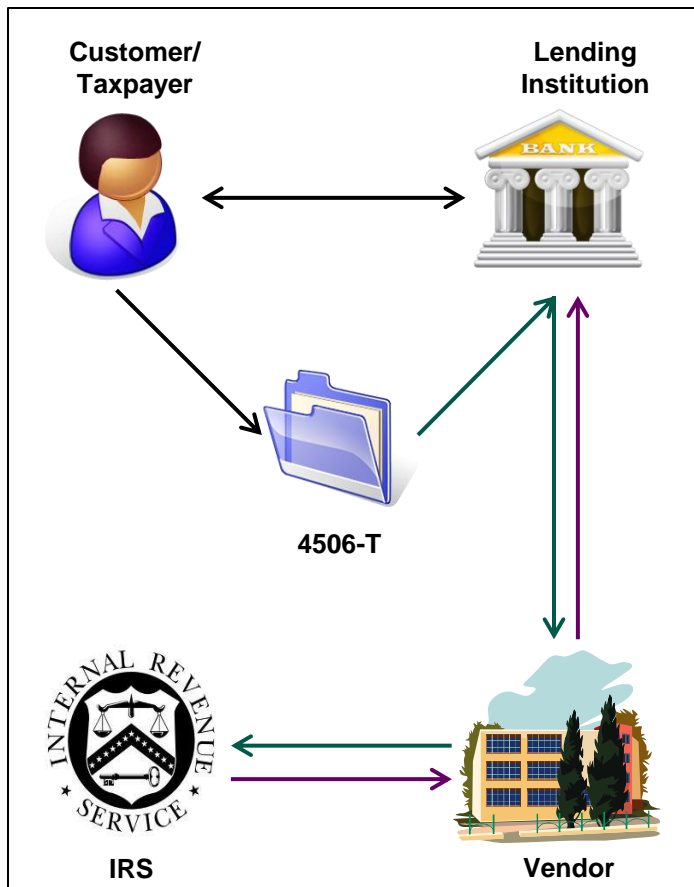 Customer/
Taxpayer
Lending
Institution
BANK
4506-T
INTERNAL REVENUE
SERVICE
IRS
Vendor